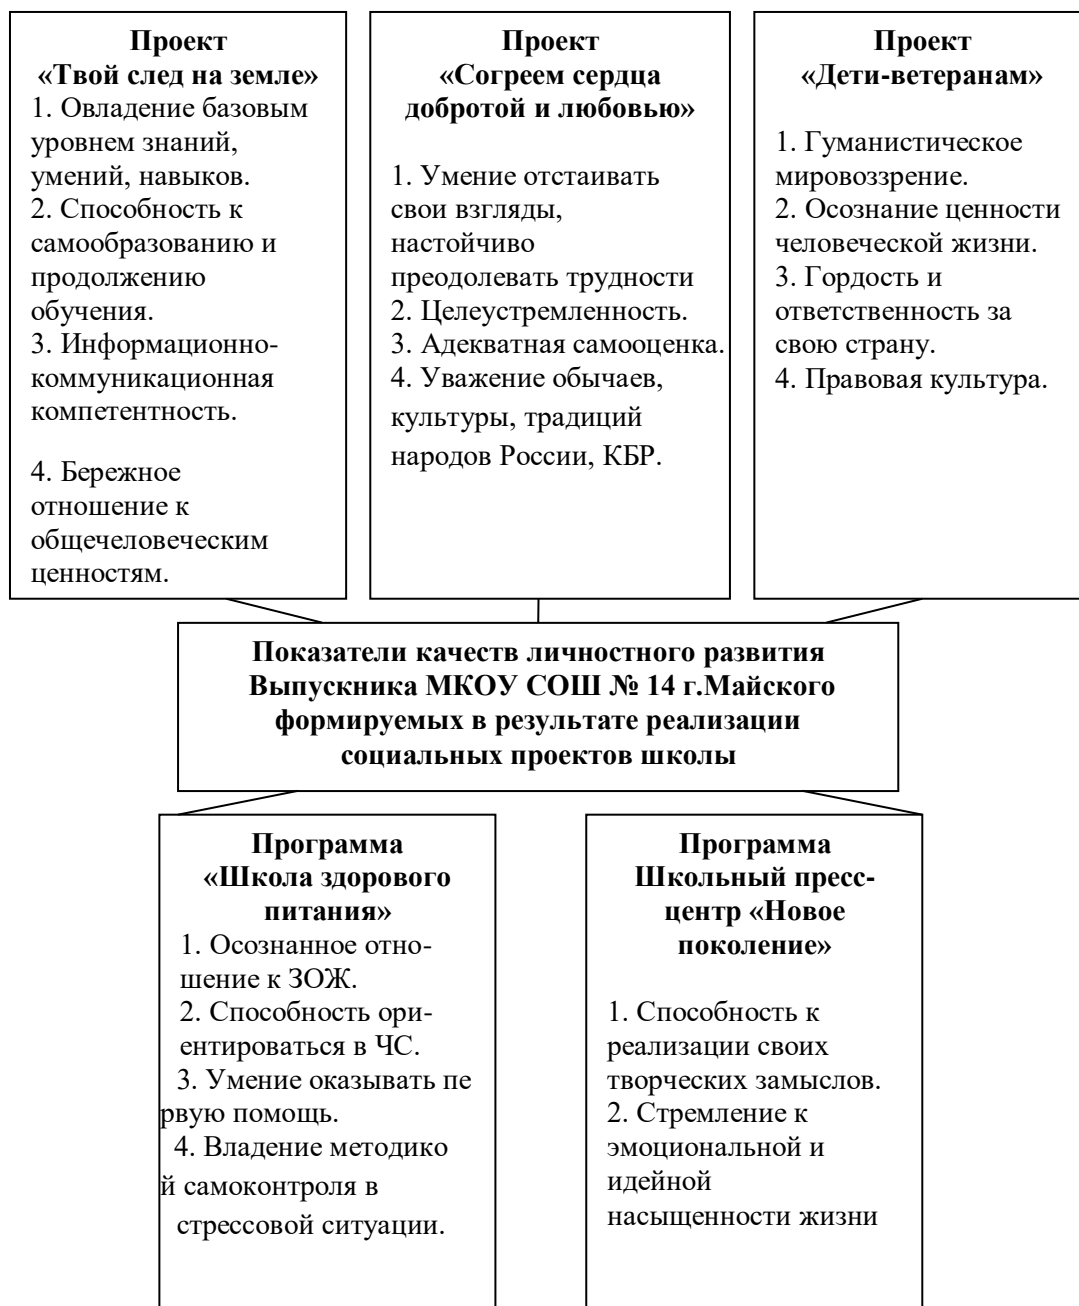 Проект
«Твой след на земле»
1. Овладение базовым
уровнем знаний,
умений, навыков.
2. Способность к
самообразованию и
продолжению
обучения.
3. Информационно-
коммуникационная
компетентность.
4. Бережное
отношение к
общечеловеческим
ценностям.
Проект
«Согреем сердца
добротой и любовью»
1. Умение отстаивать
свои взгляды,
настойчиво
преодолевать трудности
2. Целеустремленность.
3. Адекватная самооценка.
4. Уважение обычаев,
культуры, традиций
народов России, КБР.
Проект
«Дети-ветеранам»
1. Гуманистическое
мировоззрение.
2. Осознание ценности
человеческой жизни.
3. Гордость и
ответственность за
свою страну.
4. Правовая культура.
Показатели качеств личностного развития
Выпускника МКОУ СОШ № 14 г.Майского
формируемых в результате реализации
социальных проектов школы
Программа
«Школа здорового
питания»
1. Осознанное отно-
шение к ЗОЖ.
2. Способность ори-
ентироваться в ЧС.
3. Умение оказывать пе
рвую помощь.
4. Владение методико
й самоконтроля в
стрессовой ситуации.
Программа
Школьный пресс-
центр «Новое
поколение»
1. Способность к
реализации своих
творческих замыслов.
2. Стремление к
эмоциональной и
идейной
насыщенности жизни